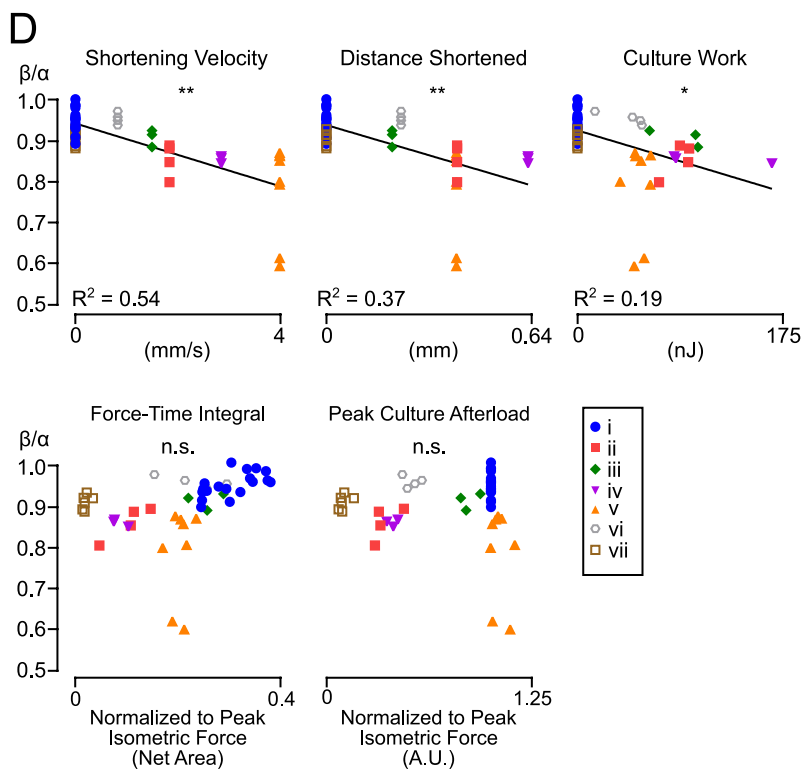 D
Shortening Velocity
Distance Shortened
Culture Work
β/α
**
**
*
1.0
0.9
0.8
0.7
0.6
0.5
R² = 0.54
R² = 0.37
R² = 0.19
0 4
(mm/s)
0 0.64
(mm)
0 175
(nJ)
Force-Time Integral
Peak Culture Afterload
β/α
n.s.
n.s.
1.0
0.9
0.8
0.7
0.6
0.5
0 0.4
Normalized to Peak
Isometric Force
(Net Area)
0 1.25
Normalized to Peak
Isometric Force
(A.U.)
i
ii
iii
iv
v
vi
vii